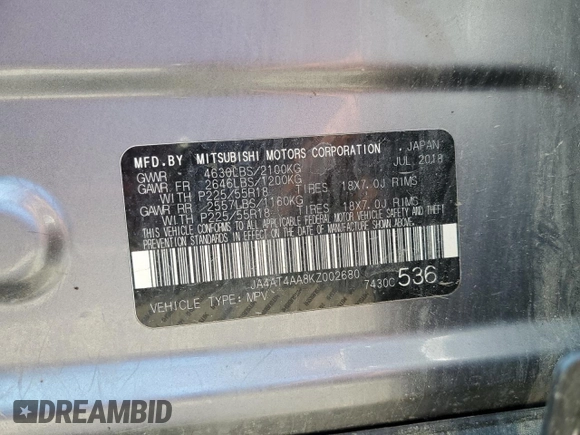 MFD.BY MITSUBISHI MOTORS CORPORATION JAPAN
GVWR 4630LBS/2100KG JUL 2018
GAWR: FR 2646LBS/1200KG
WITH P225/55R18 TIRES 18X7.0J RIMS
GAWR: RR 2557LBS/1160KG
WITH P225/55R18 TIRES 18X7.0J RIMS
THIS VEHICLE CONFORMS TO ALL APPLICABLE FEDERAL MOTOR VEHICLE SAFETY AND THEFT
PREVENTION STANDARDS IN EFFECT ON THE DATE OF MANUFACTURE SHOWN ABOVE.
JA4AT4AA8KZ002680 7430C 536
VEHICLE TYPE: MPV
DREAMBID